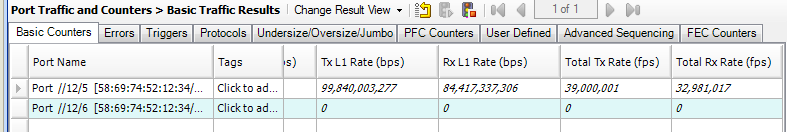 Port Traffic and Counters > Basic Traffic Results | Change Result View 1 of 1
Basic Counters Errors Triggers Protocols Undersize/Oversize/Jumbo PFC Counters User Defined Advanced Sequencing FEC Counters
Port Name Tags s) Tx L1 Rate (bps) Rx L1 Rate (bps) Total Tx Rate (fps) Total Rx Rate (fps)
Port //12/5 [58:69:74:52:12:34/... Click to ad... 99,840,003,277 84,417,337,306 39,000,001 32,981,017
Port //12/6 [58:69:74:52:12:34/... Click to ad... 0 0 0 0